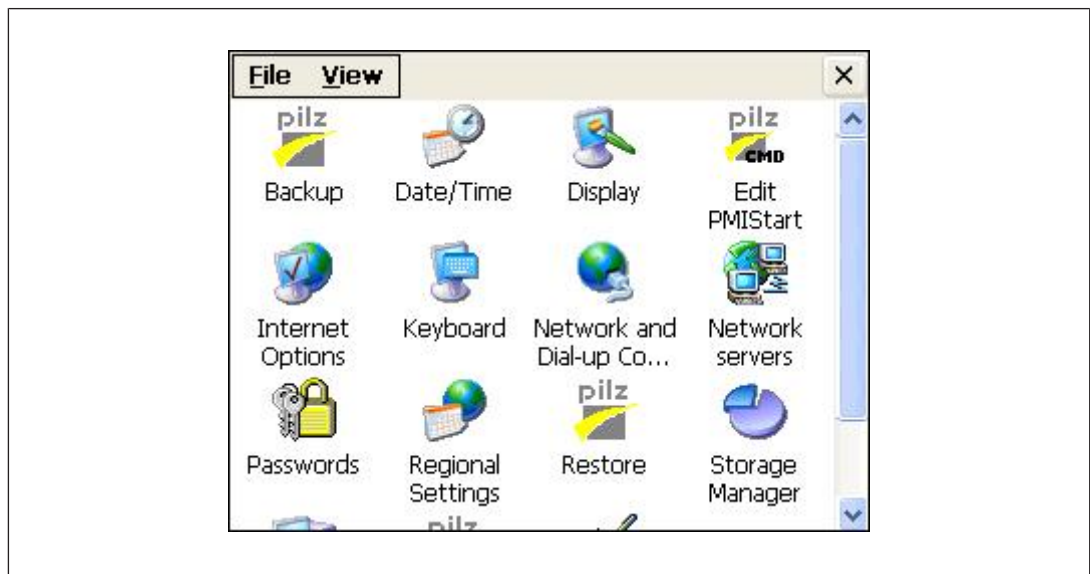 File View
pilz
pilz
CMD
Backup
Date/Time
Display
Edit
PMIStart
Internet
Options
Keyboard
Network and
Dial-up Co...
Network
servers
pilz
Passwords
Regional
Settings
Restore
Storage
Manager
pilz